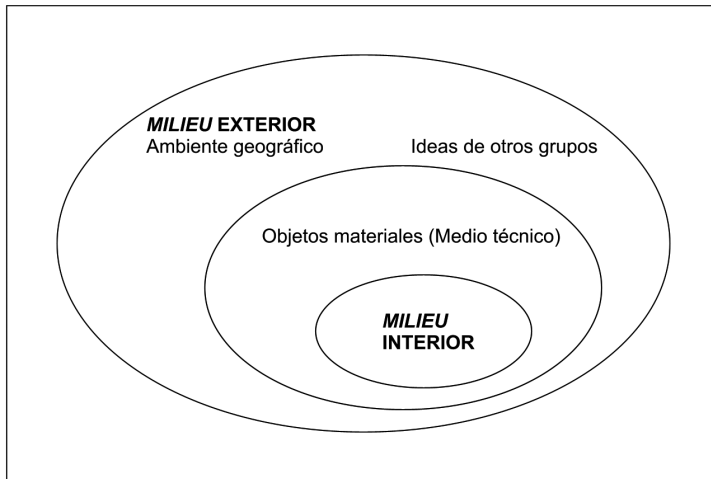 MILIEU EXTERIOR
Ambiente geográfico
Ideas de otros grupos
Objetos materiales (Medio técnico)
MILIEU
INTERIOR